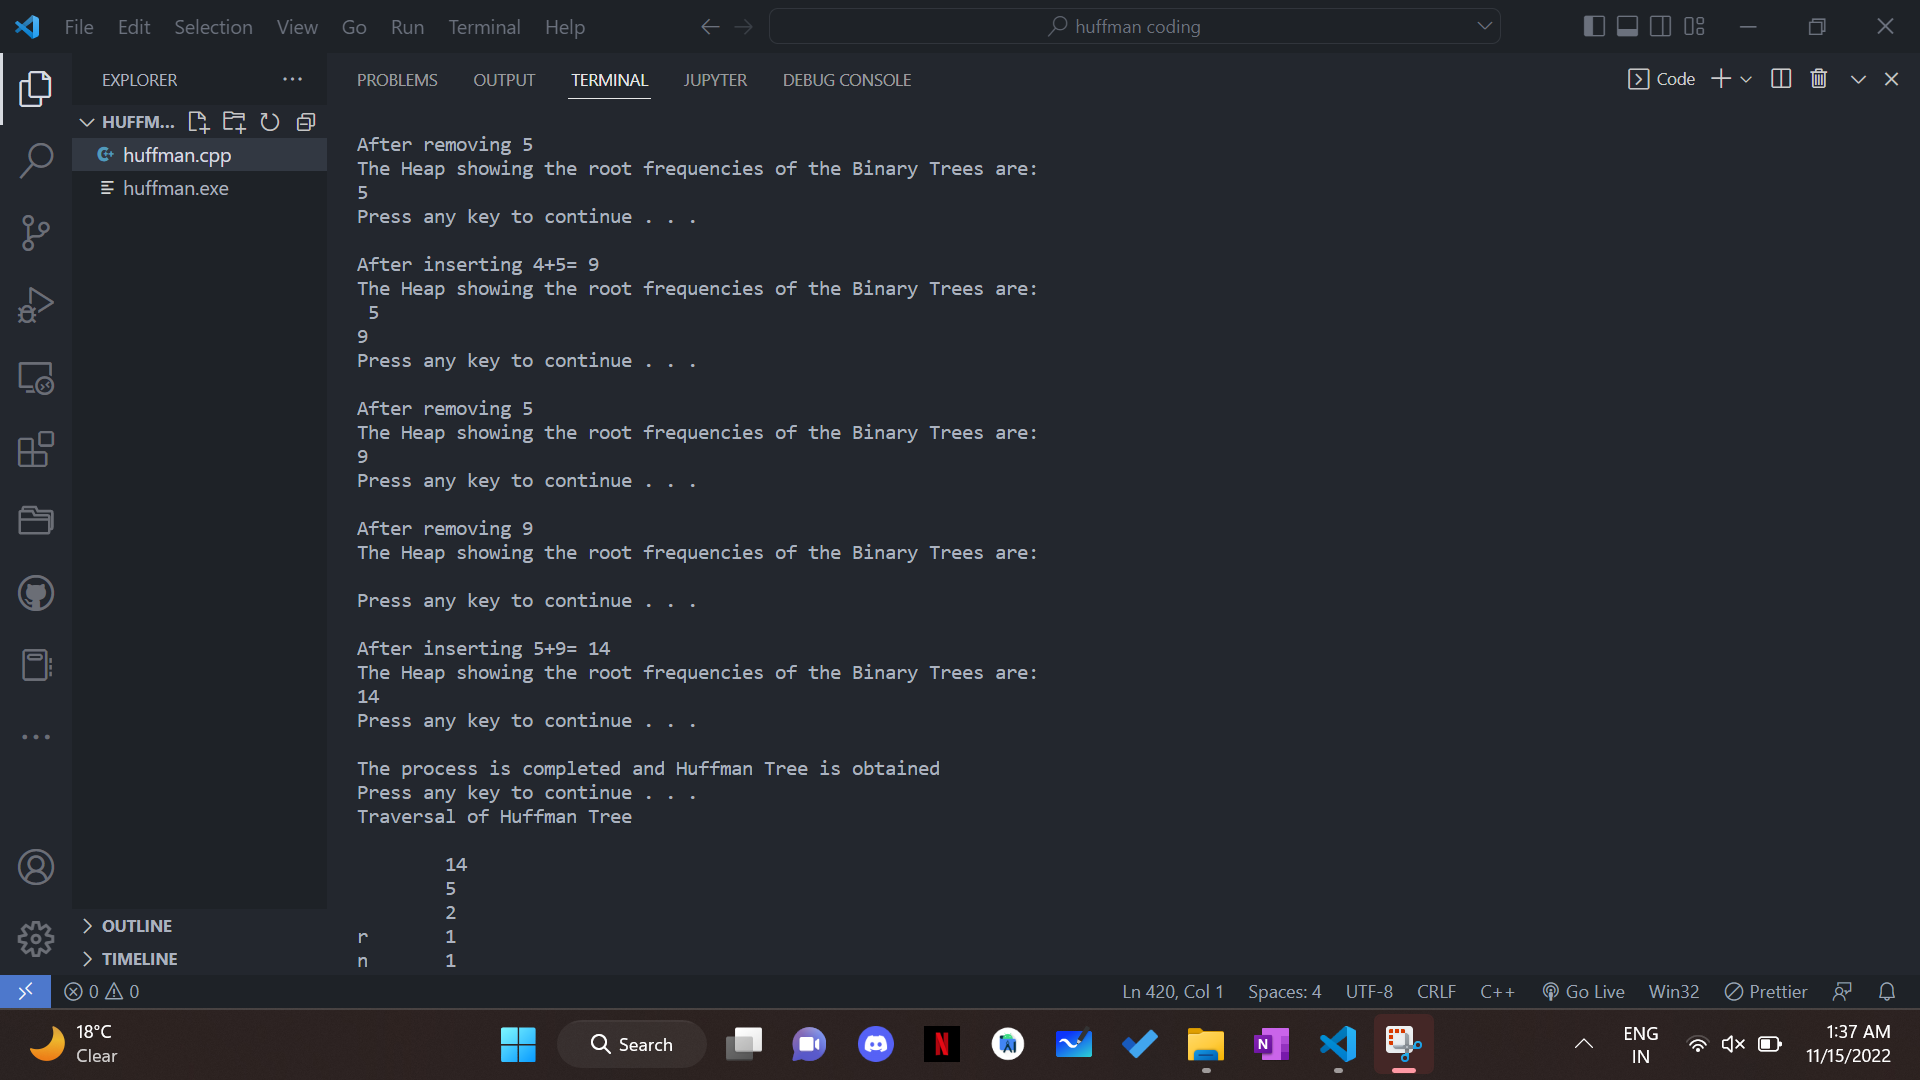 File Edit Selection View Go Run Terminal Help
huffman coding
EXPLORER
PROBLEMS OUTPUT TERMINAL JUPYTER DEBUG CONSOLE
Code
HUFFM...
huffman.cpp
huffman.exe
After removing 5
The Heap showing the root frequencies of the Binary Trees are:
5
Press any key to continue . . .
After inserting 4+5= 9
The Heap showing the root frequencies of the Binary Trees are:
5
9
Press any key to continue . . .
After removing 5
The Heap showing the root frequencies of the Binary Trees are:
9
Press any key to continue . . .
After removing 9
The Heap showing the root frequencies of the Binary Trees are:
Press any key to continue . . .
After inserting 5+9= 14
The Heap showing the root frequencies of the Binary Trees are:
14
Press any key to continue . . .
The process is completed and Huffman Tree is obtained
Press any key to continue . . .
Traversal of Huffman Tree
14
5
2
r 1
n 1
OUTLINE
TIMELINE
0 0
Ln 420, Col 1 Spaces: 4 UTF-8 CRLF C++ Go Live Win32 Prettier
18°C
Clear
Search
N
N
ENG
IN
1:37 AM
11/15/2022